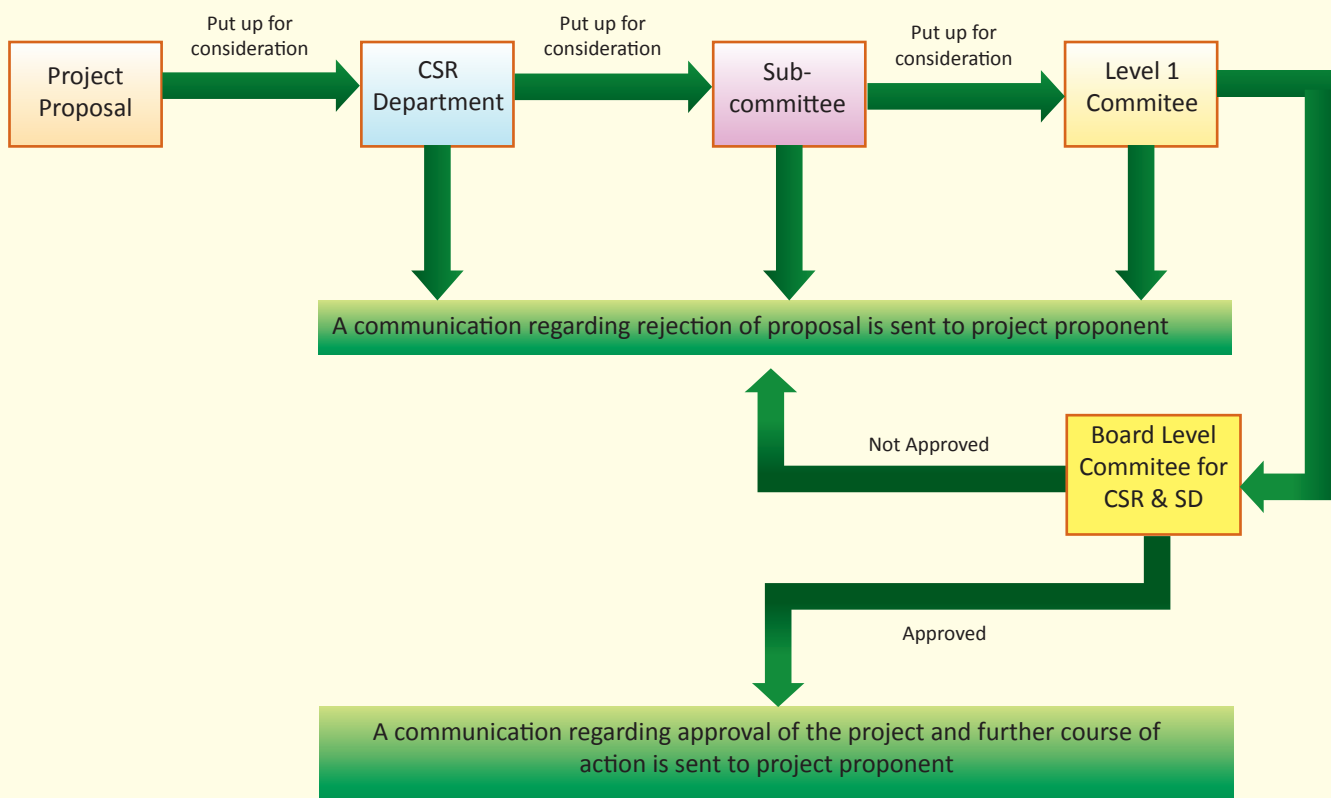 Put up for
consideration
Put up for
consideration
Put up for
consideration
Project
Proposal
CSR
Department
Sub-
committee
Level 1
Commitee
A communication regarding rejection of proposal is sent to project proponent
Not Approved
Board Level
Commitee for
CSR & SD
Approved
A communication regarding approval of the project and further course of
action is sent to project proponent